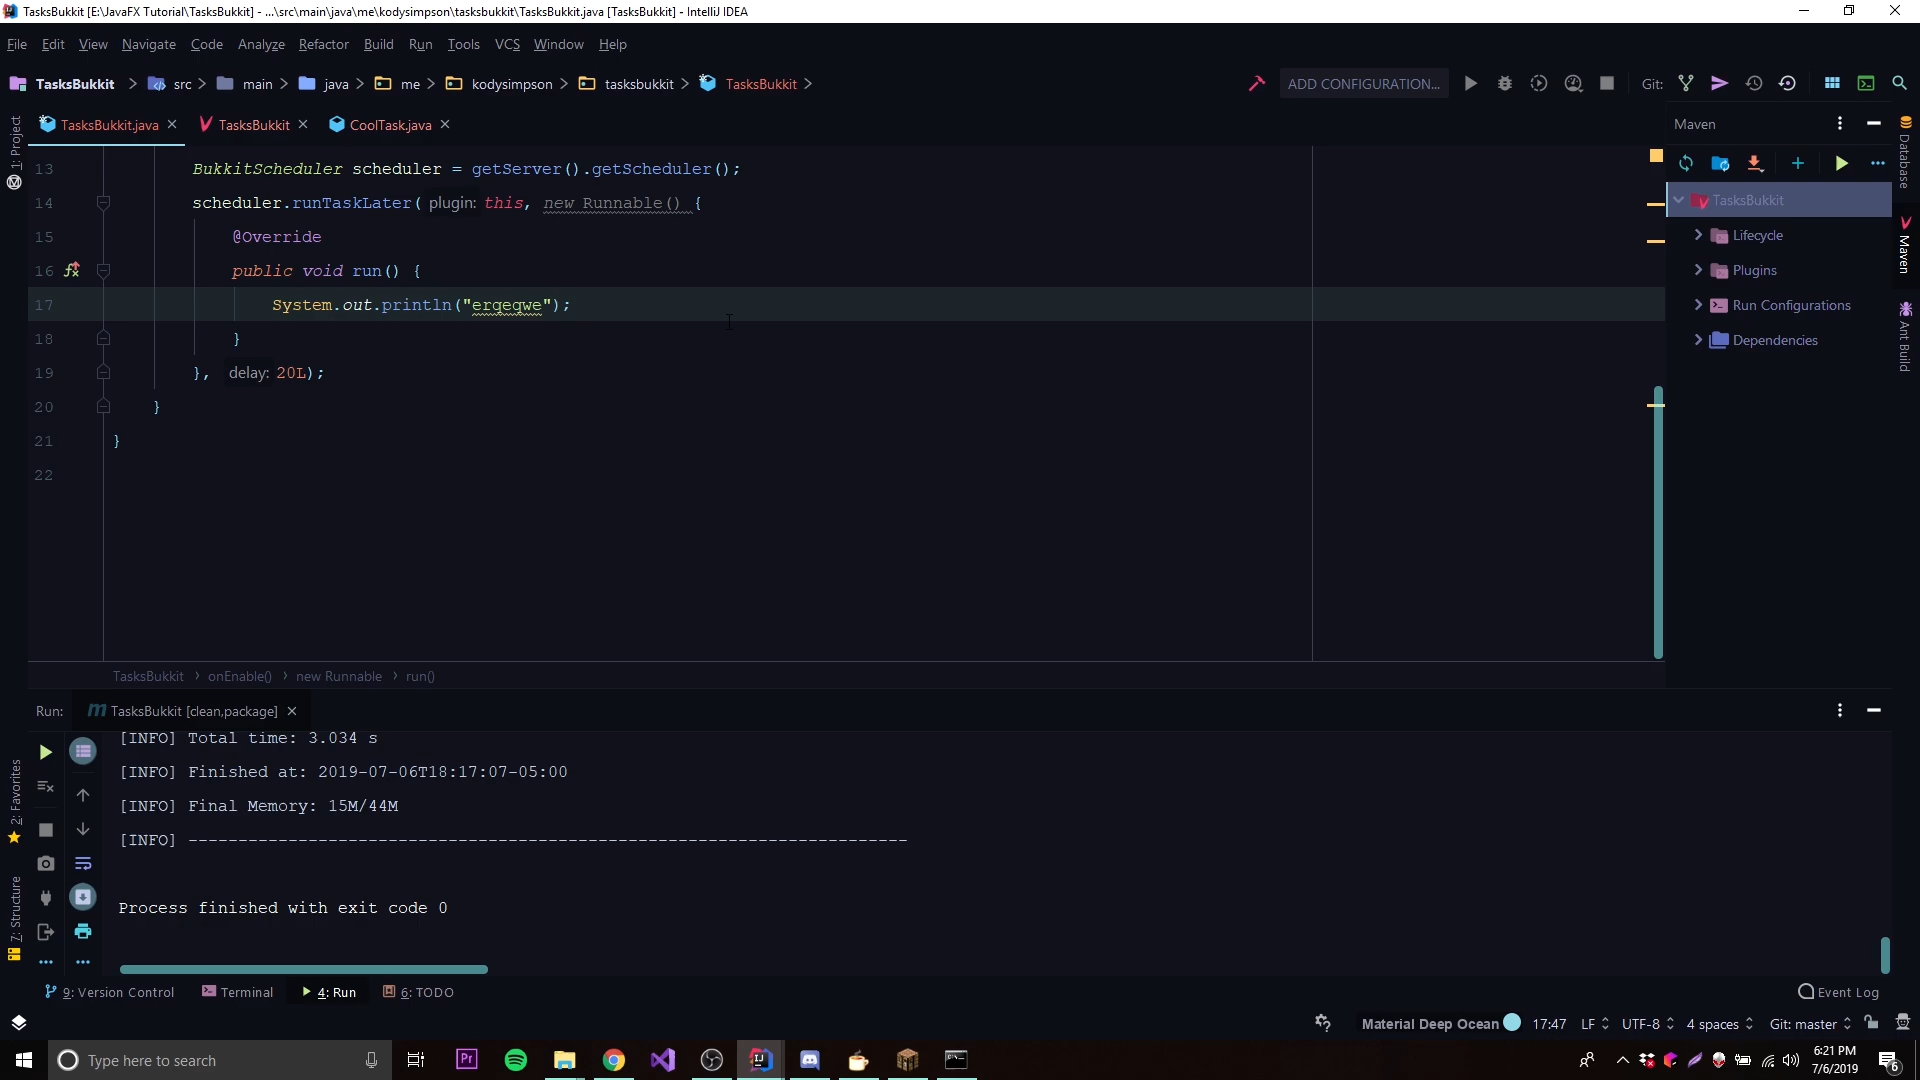 TasksBukkit [E:\JavaFX Tutorial\TasksBukkit] - ...\src\main\java\me\kodysimpson\tasksbukkit\TasksBukkit.java [TasksBukkit] - IntelliJ IDEA
File Edit View Navigate Code Analyze Refactor Build Run Tools VCS Window Help
TasksBukkit src main java me kodysimpson tasksbukkit TasksBukkit ADD CONFIGURATION... Git:
TasksBukkit.java TasksBukkit CoolTask.java
Maven
1: Project
Database
Maven
Ant Build
TasksBukkit
Lifecycle
Plugins
Run Configurations
Dependencies
13 BukkitScheduler scheduler = getServer().getScheduler();
14 scheduler.runTaskLater( plugin: this, new Runnable() {
15 @Override
16 public void run() {
17 System.out.println("erqeqwe");
18 }
19 }, delay: 20L);
20 }
21 }
22
TasksBukkit › onEnable() › new Runnable › run()
Run: TasksBukkit [clean,package]
[INFO] Total time: 3.034 s
[INFO] Finished at: 2019-07-06T18:17:07-05:00
[INFO] Final Memory: 15M/44M
[INFO] ------------------------------------------------------------------------
Process finished with exit code 0
2: Favorites
7: Structure
9: Version Control Terminal 4: Run 6: TODO Event Log
Material Deep Ocean 17:47 LF UTF-8 4 spaces Git: master
Type here to search
6:21 PM
7/6/2019
6